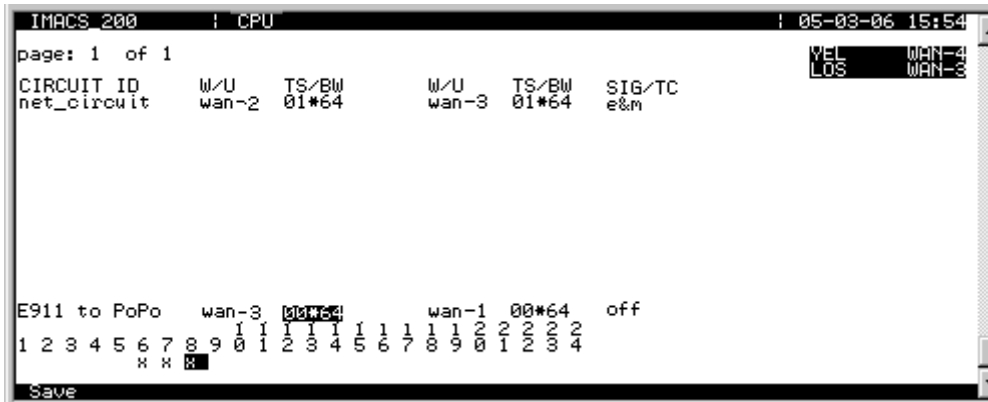 IMACS_200 | CPU | 05-03-06 15:54
page: 1 of 1 YEL WAN-4
LOS WAN-3
CIRCUIT ID W/U TS/BW W/U TS/BW SIG/TC
net_circuit wan-2 01*64 wan-3 01*64 e&m
E911 to PoPo wan-3 00*64 wan-1 00*64 off
1 1 1 1 1 1 1 1 1 1 2 2 2 2 2
1 2 3 4 5 6 7 8 9 0 1 2 3 4 5 6 7 8 9 0 1 2 3 4
x x x
Save